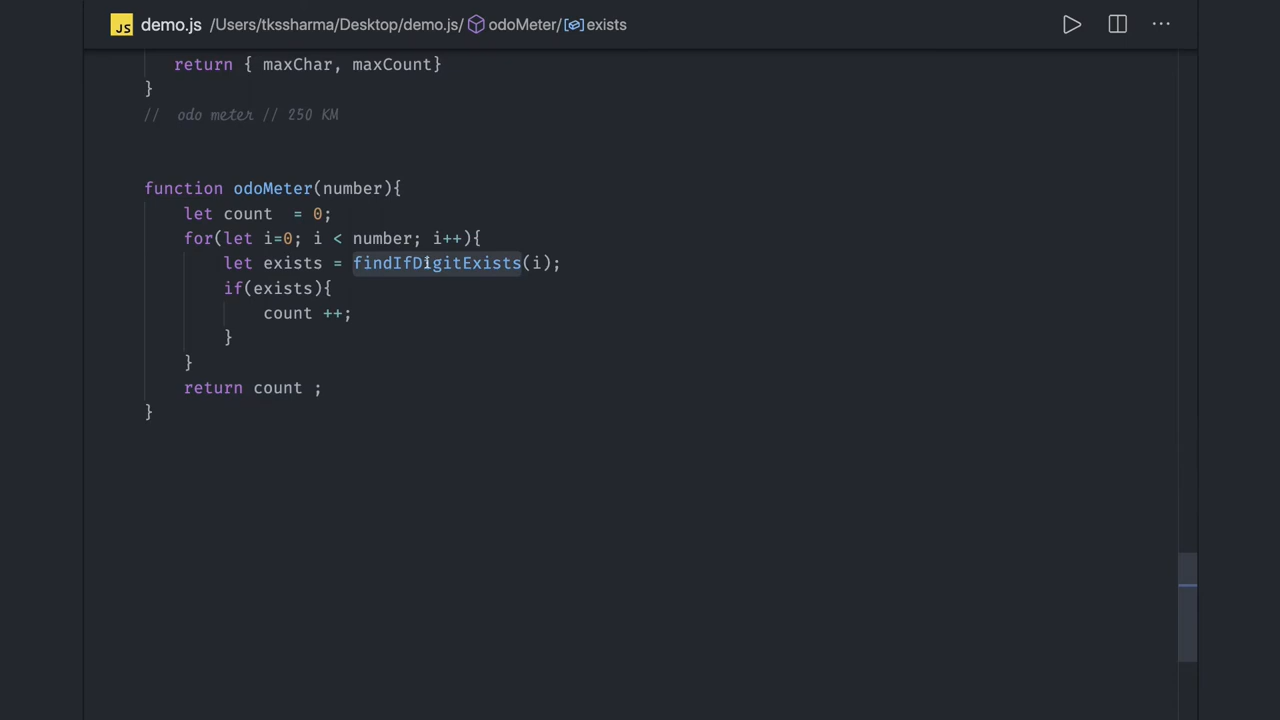 JS demo.js /Users/tkssharma/Desktop/demo.js/ odoMeter/ exists ...
return { maxChar, maxCount}
}
// odo meter // 250 KM
function odoMeter(number){
let count = 0;
for(let i=0; i < number; i++){
let exists = findIfDigitExists(i);
if(exists){
count ++;
}
}
return count ;
}